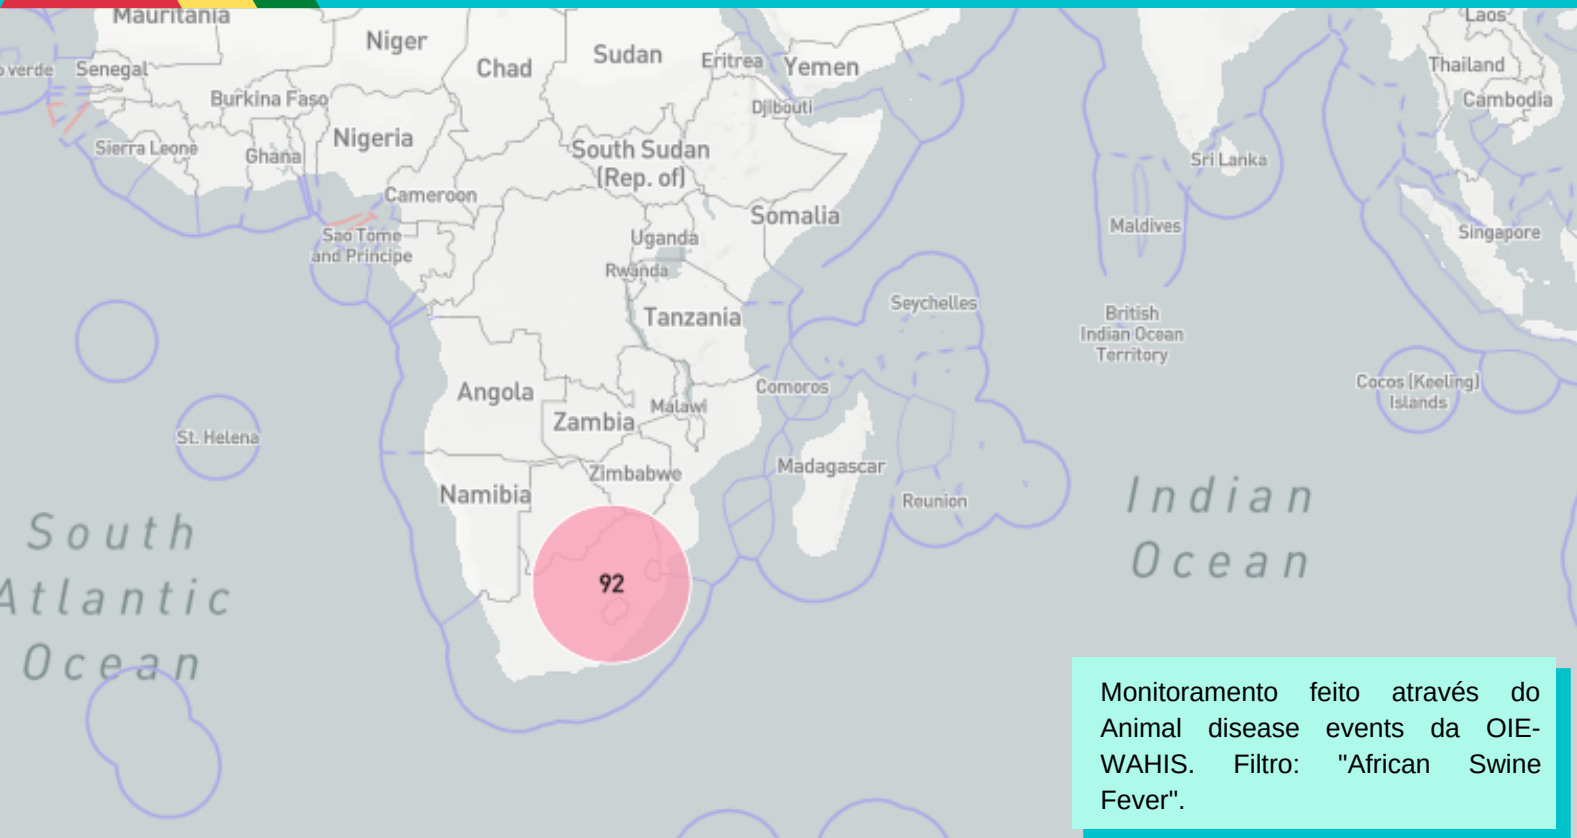 Mauritania
Niger
Chad
Sudan
Eritrea
Yemen
Laos
verde
Senegal
Thailand
Burkina Faso
Djibouti
Cambodia
Nigeria
Sierra Leone
Ghana
South Sudan
(Rep. of)
Sri Lanka
Cameroon
Somalia
Maldives
Sao Tome
and Principe
Uganda
Singapore
Rwanda
Tanzania
Seychelles
British
Indian Ocean
Territory
Angola
Comoros
Cocos (Keeling)
Islands
Zambia
Malawi
St. Helena
Zimbabwe
Madagascar
Namibia
Reunion
Indian
Ocean
South
Atlantic
Ocean
92
Monitoramento feito através do
Animal disease events da OIE-
WAHIS. Filtro: "African Swine
Fever".